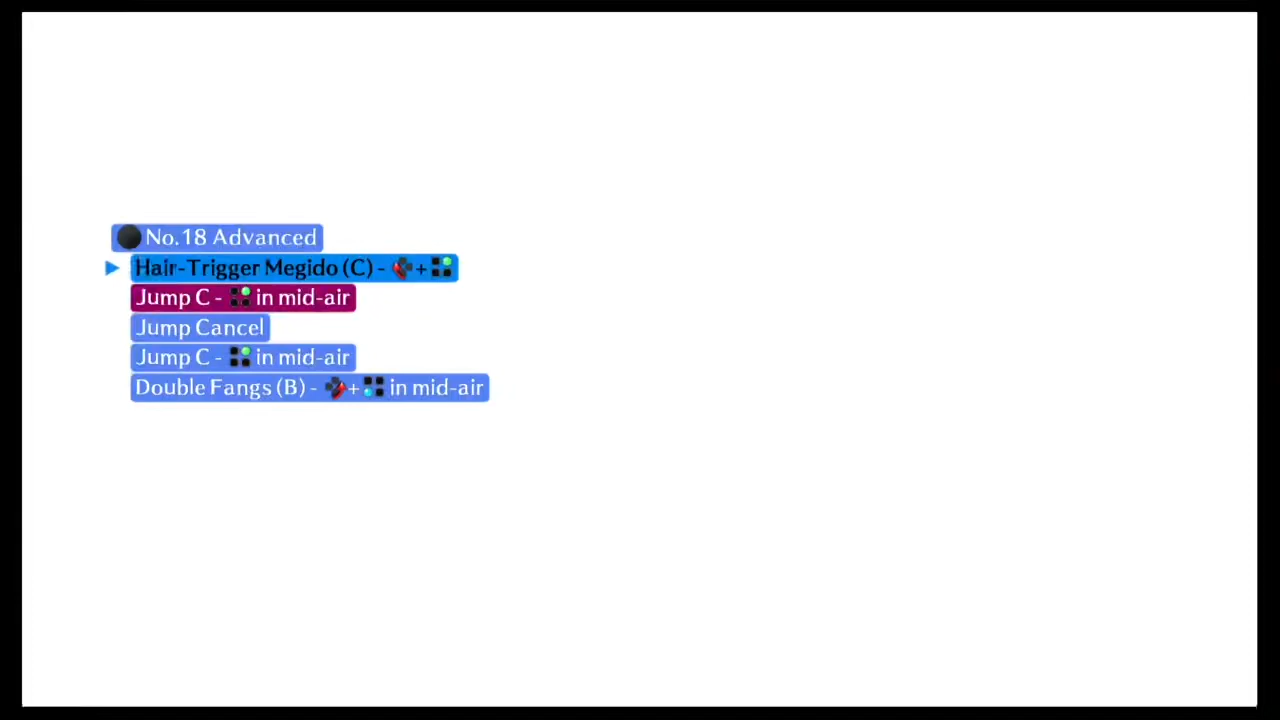 No.18 Advanced
Hair-Trigger Megido (C) - +
Jump C - in mid-air
Jump Cancel
Jump C - in mid-air
Double Fangs (B) - + in mid-air